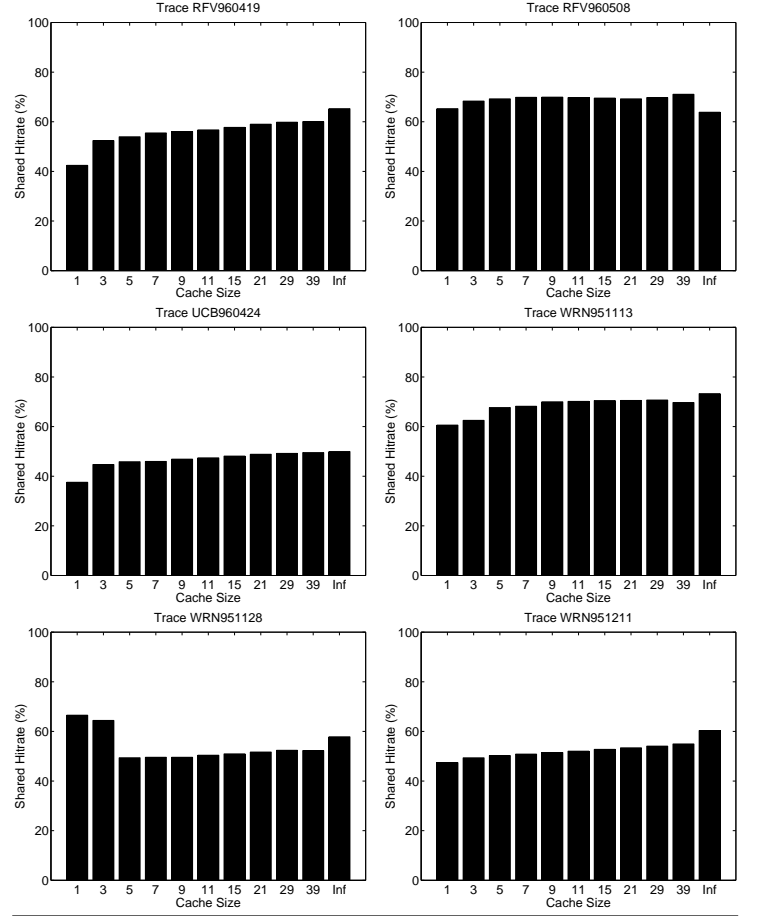 Trace RFV960419
100
80
60
40
20
0
Shared Hitrate (%)
1 3 5 7 9 11 15 21 29 39 Inf
Cache Size
Trace RFV960508
100
80
60
40
20
0
Shared Hitrate (%)
1 3 5 7 9 11 15 21 29 39 Inf
Cache Size
Trace UCB960424
100
80
60
40
20
0
Shared Hitrate (%)
1 3 5 7 9 11 15 21 29 39 Inf
Cache Size
Trace WRN951113
100
80
60
40
20
0
Shared Hitrate (%)
1 3 5 7 9 11 15 21 29 39 Inf
Cache Size
Trace WRN951128
100
80
60
40
20
0
Shared Hitrate (%)
1 3 5 7 9 11 15 21 29 39 Inf
Cache Size
Trace WRN951211
100
80
60
40
20
0
Shared Hitrate (%)
1 3 5 7 9 11 15 21 29 39 Inf
Cache Size